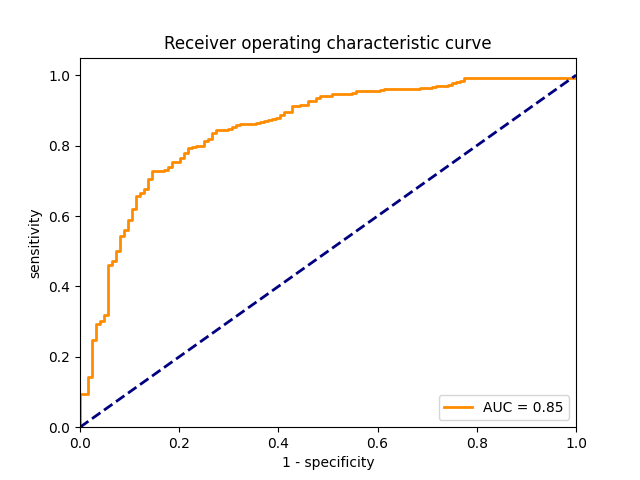 Receiver operating characteristic curve
1.0
0.8
0.6
0.4
0.2
0.0
sensitivity
AUC = 0.85
0.0 0.2 0.4 0.6 0.8 1.0
1 - specificity